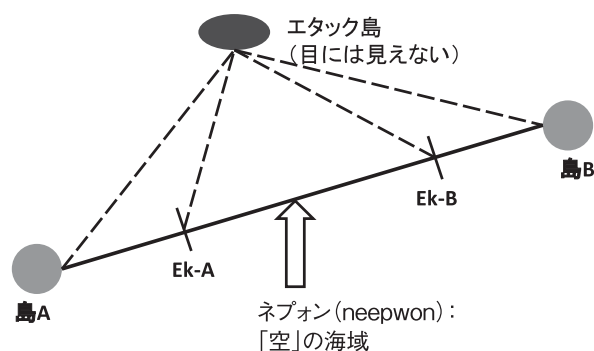 エタック島
(目には見えない)
島B
Ek-B
Ek-A
島A
ネプォン(neepwon):
「空」の海域